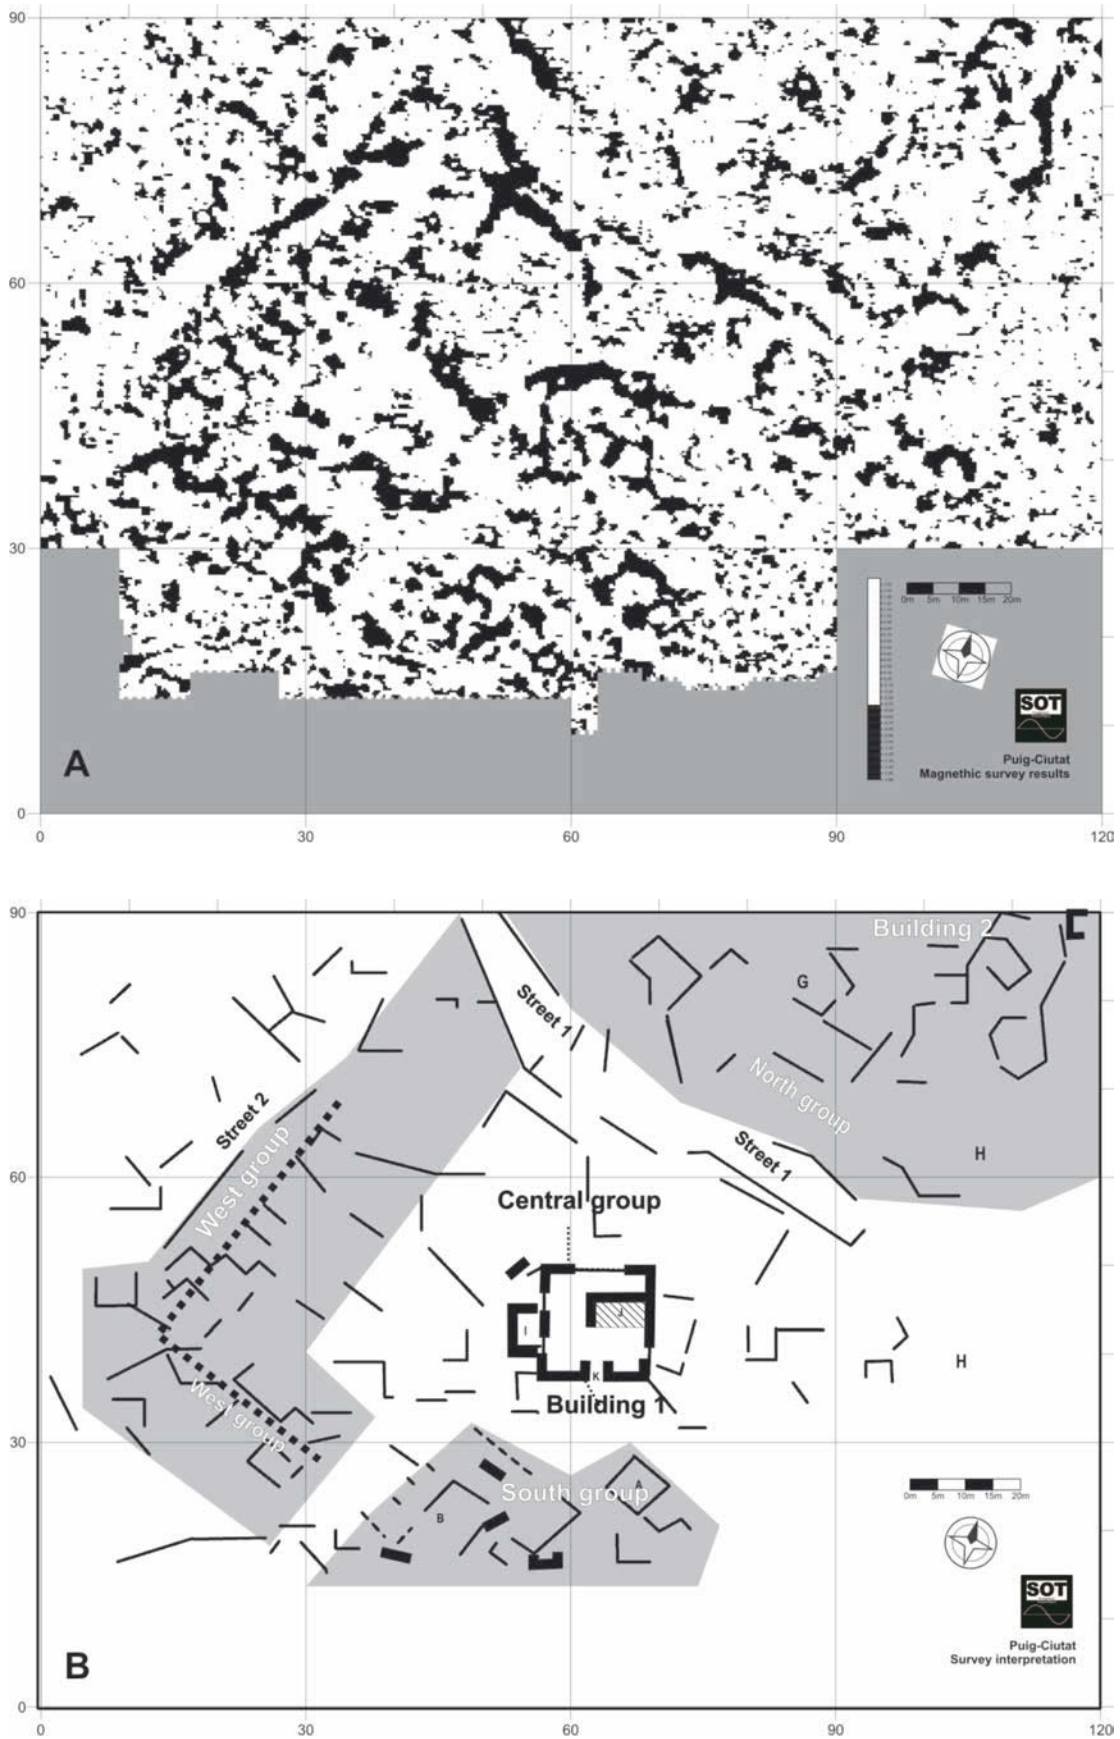 90
60
30
0
0m 5m 10m 15m 20m
SOT
Puig-Ciutat
Magnethic survey results
A
0 30 60 90 120
90
60
30
0
Building 2
G
Street 1
North group
Street 2
West group
Street 1
H
Central group
J
I
K
H
Building 1
West group
South group
A
B
0m 5m 10m 15m 20m
SOT
Puig-Ciutat
Survey interpretation
B
0 30 60 90 120